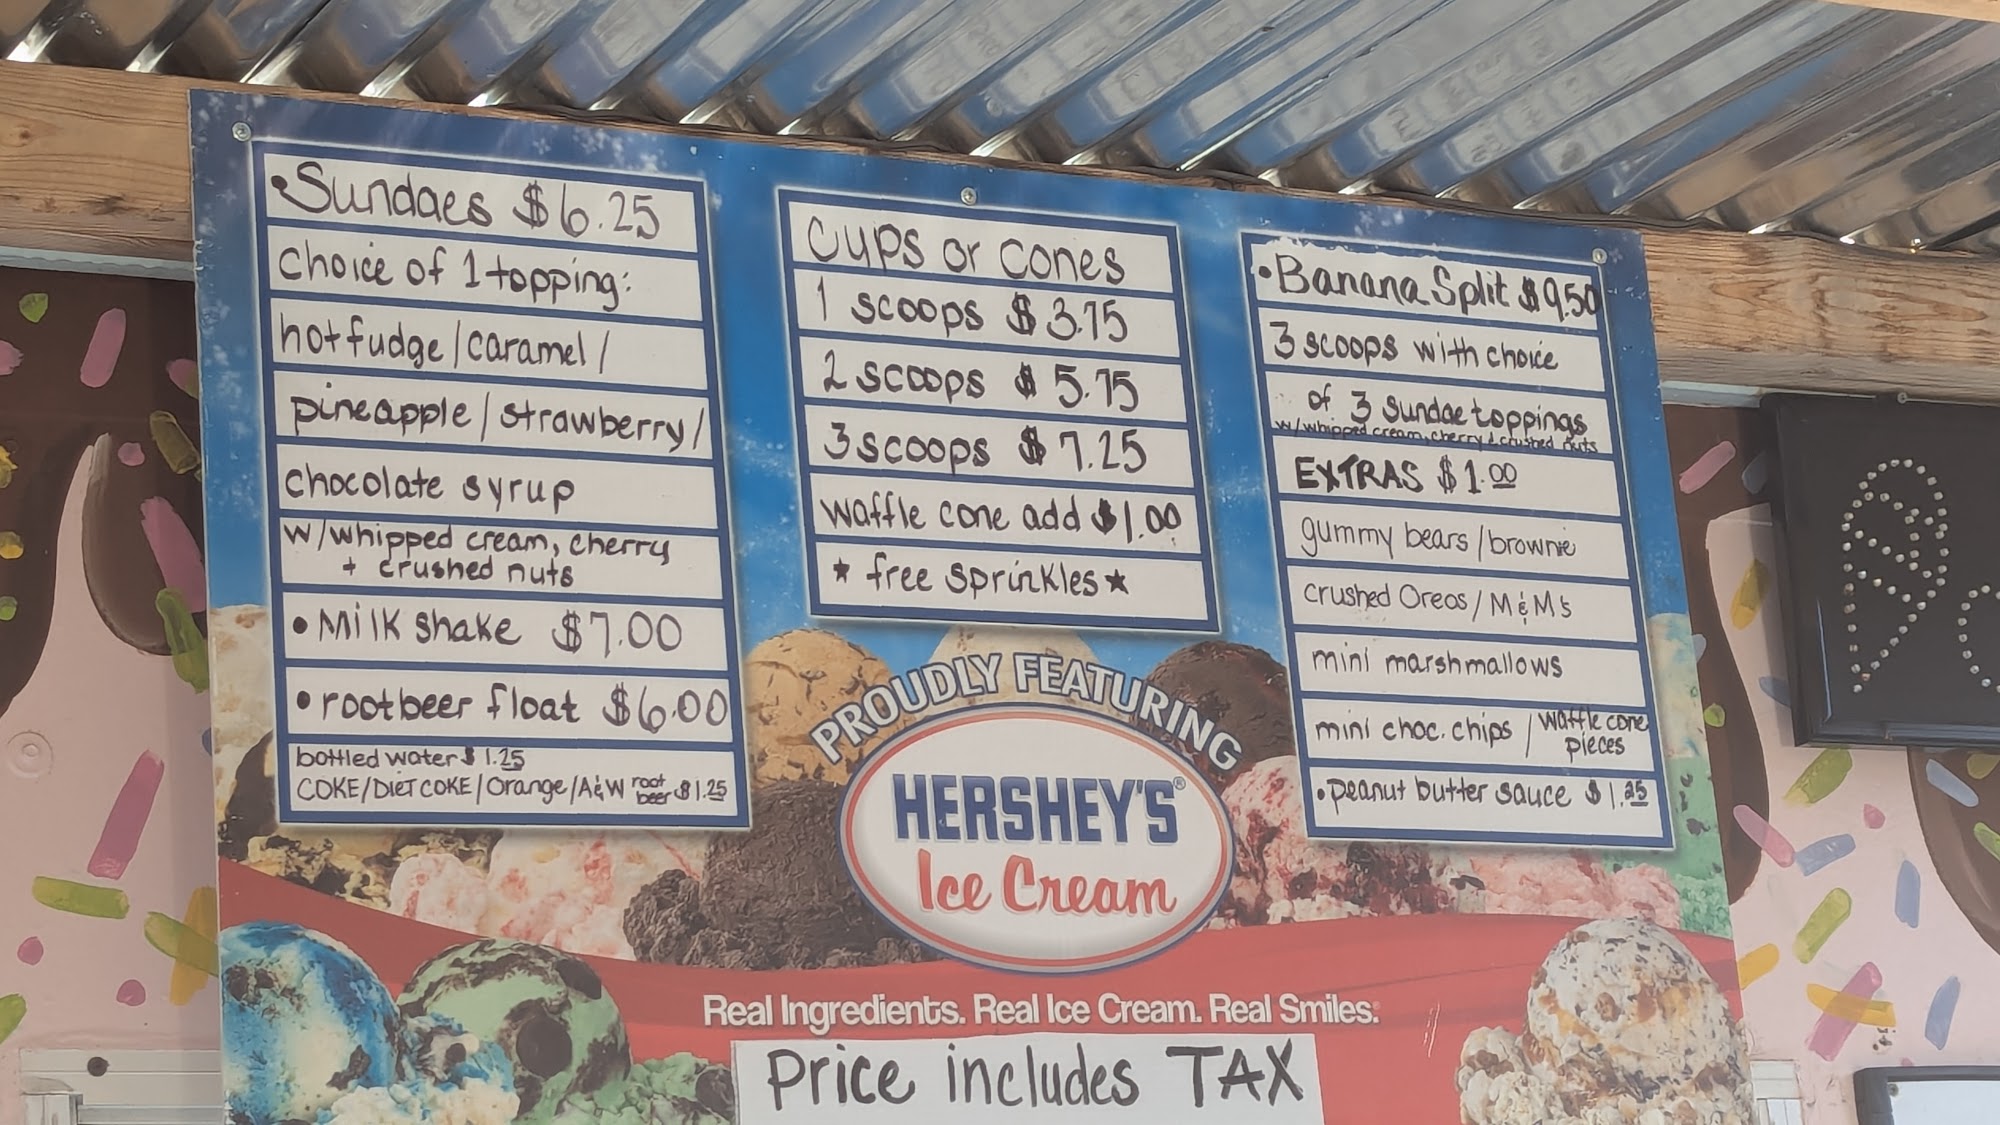 • Sundaes $6.25
choice of 1 topping:
hot fudge / caramel /
pineapple / strawberry /
chocolate syrup
w/whipped cream, cherry
+ crushed nuts
• Milk shake $7.00
• rootbeer float $6.00
bottled water $1.25
COKE/DIET COKE/Orange/A&W root beer $1.25
cups or cones
1 scoops $3.75
2 scoops $5.75
3 scoops $7.25
waffle cone add $1.00
★ free sprinkles ★
• Banana Split $9.50
3 scoops with choice
of 3 sundae toppings
w/whipped cream, cherry & crushed nuts
EXTRAS $1.00
gummy bears / brownie
crushed Oreos / M&M's
mini marshmallows
mini choc. chips / waffle cone pieces
• peanut butter sauce $1.25
PROUDLY FEATURING
HERSHEY'S®
Ice Cream
Real Ingredients. Real Ice Cream. Real Smiles.
Price includes TAX